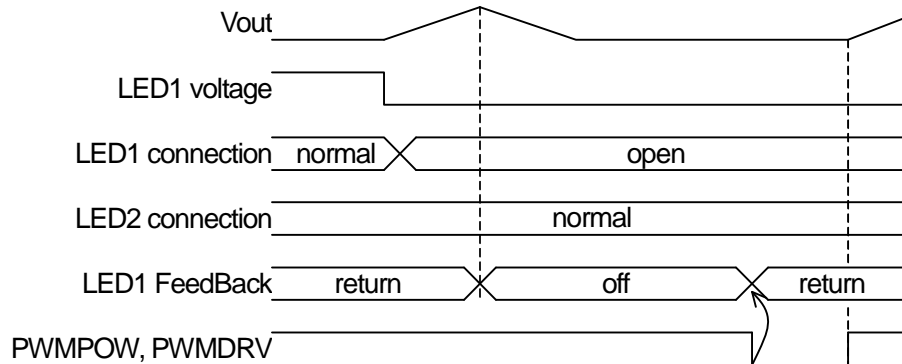 Vout
LED1 voltage
LED1 connection normal open
LED2 connection normal
LED1 FeedBack return off return
PWMPOW, PWMDRV